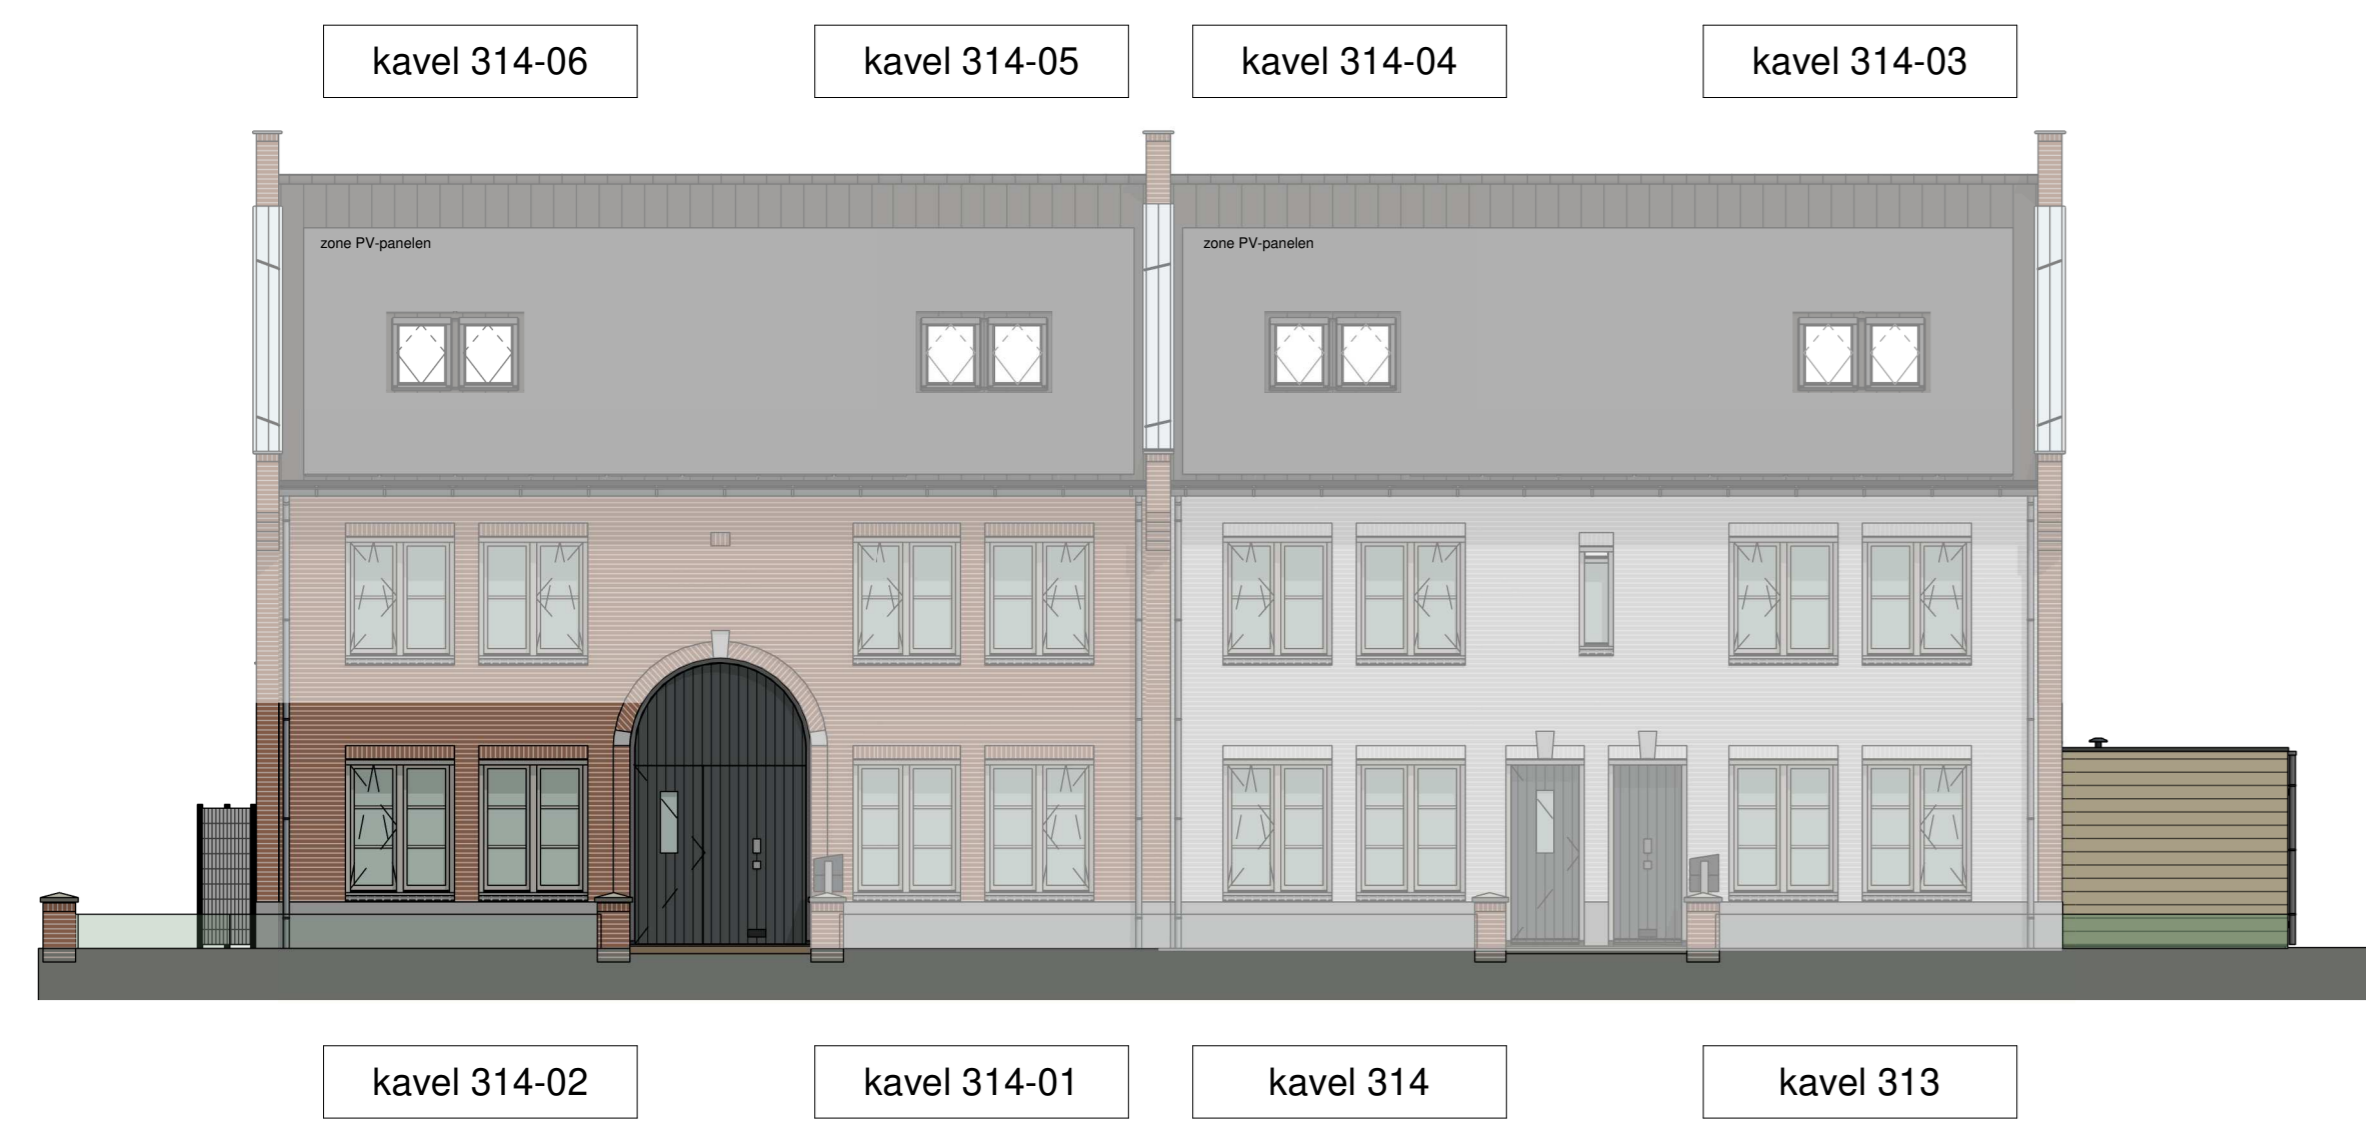 kavel 314-06
kavel 314-05
kavel 314-04
kavel 314-03
zone PV-panelen
zone PV-panelen
kavel 314-02
kavel 314-01
kavel 314
kavel 313